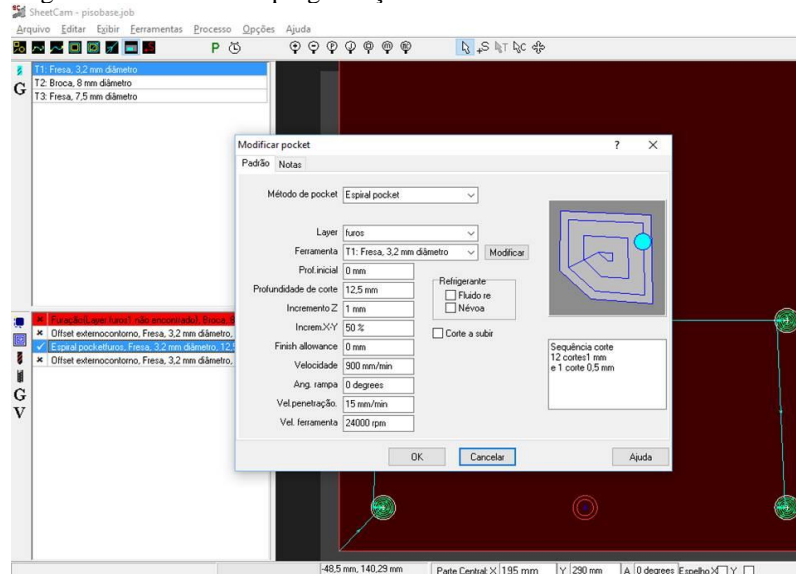 SheetCam - pisobase.job
Arquivo Editar Exibir Ferramentas Processo Opções Ajuda
P
+S T C
G
T1: Fresa, 3,2 mm diâmetro
T2: Broca, 8 mm diâmetro
T3: Fresa, 7,5 mm diâmetro
Modificar pocket ? X
Padrão Notas
Método de pocket Espiral pocket
Layer furos
Ferramenta T1: Fresa, 3,2 mm diâmetro Modificar
Prof.inicial 0 mm
Profundidade de corte 12,5 mm
Incremento Z 1 mm
Increm.X-Y 50 %
Finish allowance 0 mm
Velocidade 900 mm/min
Ang. rampa 0 degrees
Vel.penetração. 15 mm/min
Vel. ferramenta 24000 rpm
Refrigerante
Fluido re
Névoa
Corte a subir
Sequência corte
12 cortes1 mm
e 1 corte 0,5 mm
OK Cancelar Ajuda
Furação(Layer'furos' não encontrado), Broca, 8
Offset externocontorno, Fresa, 3,2 mm diâmetro,
Espiral pocketfuros, Fresa, 3,2 mm diâmetro, 12,5
Offset externocontorno, Fresa, 3,2 mm diâmetro,
G
V
-48,5 mm, 140,29 mm Parte Central: X 195 mm Y 290 mm A 0 degrees Espelho X Y